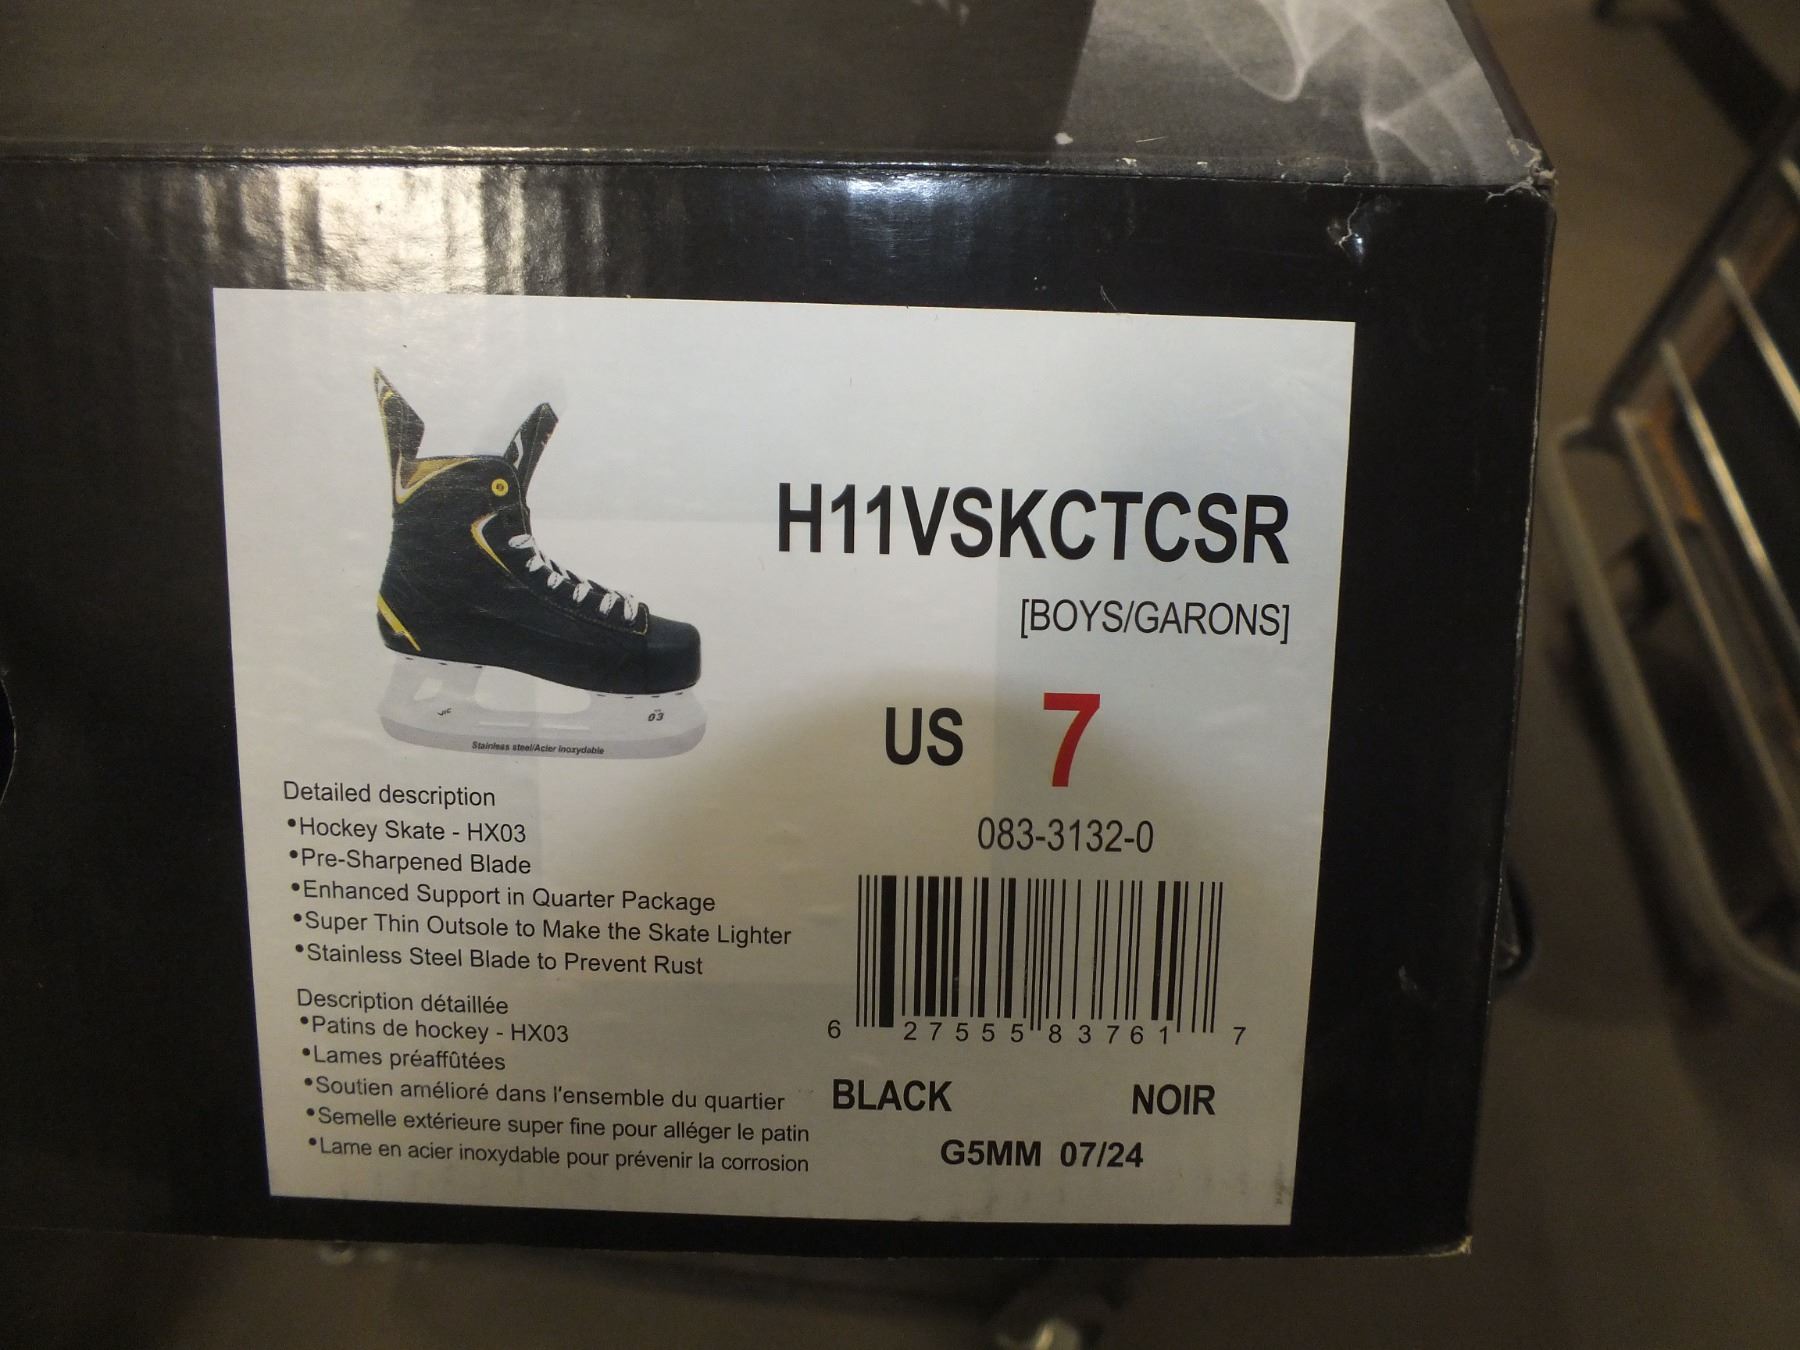 H11VSKCTCSR
[BOYS/GARONS]
US 7
083-3132-0
6 27555 83761 7
BLACK NOIR
G5MM 07/24
VIC
03
Stainless steel/Acier inoxydable
Detailed description
•Hockey Skate - HX03
•Pre-Sharpened Blade
•Enhanced Support in Quarter Package
•Super Thin Outsole to Make the Skate Lighter
•Stainless Steel Blade to Prevent Rust
Description détaillée
•Patins de hockey - HX03
•Lames préaffûtées
•Soutien amélioré dans l'ensemble du quartier
•Semelle extérieure super fine pour alléger le patin
•Lame en acier inoxydable pour prévenir la corrosion